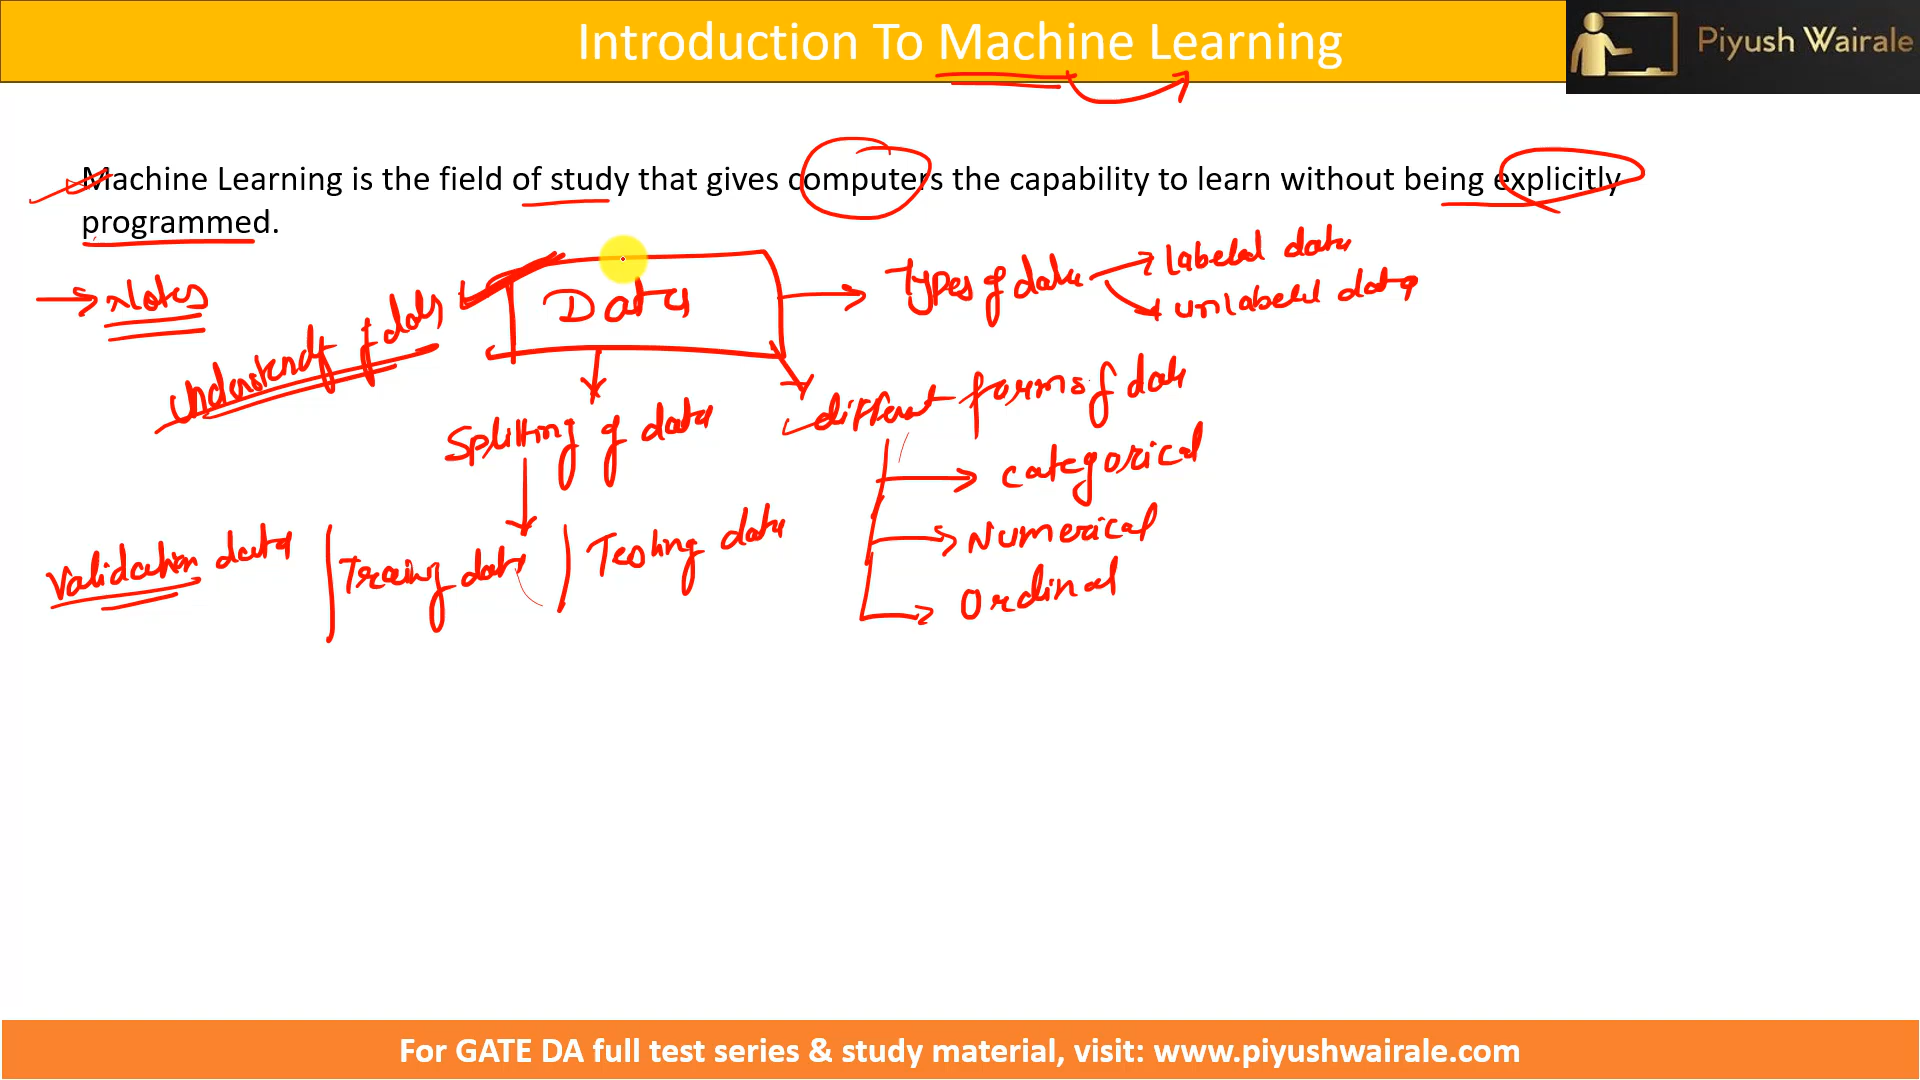 Introduction To Machine Learning
Piyush Wairale
Machine Learning is the field of study that gives computers the capability to learn without being explicitly
programmed.
→ Notes
Data
Types of data
labeled data
unlabeled data
of data
Splitting of data
different forms of data
categorical
Numerical
Ordinal
Validation data
data
Testing data
For GATE DA full test series & study material, visit: www.piyushwairale.com